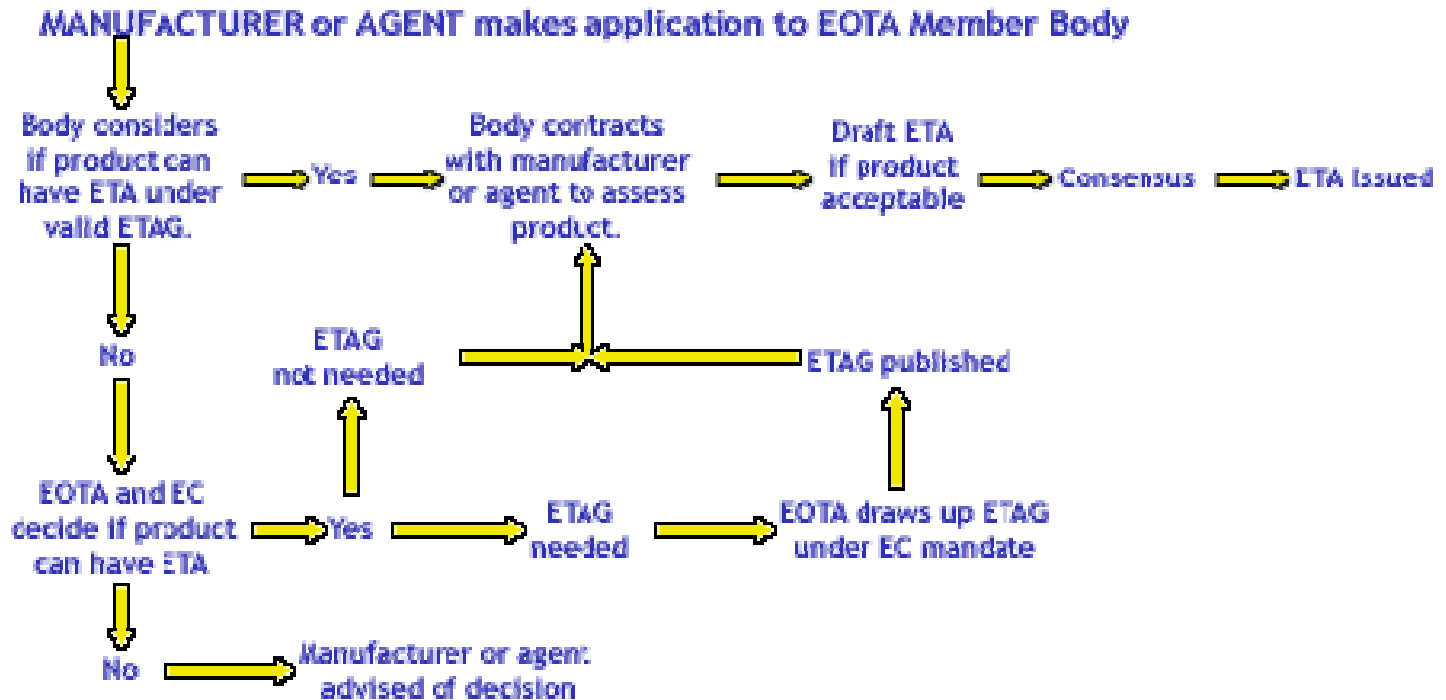 MANUFACTURER or AGENT makes application to EOTA Member Body
Body considers
if product can
have ETA under
valid ETAG.
Yes
Body contracts
with manufacturer
or agent to assess
product.
Draft ETA
if product
acceptable
Consensus
ETA Issued
No
ETAG
not needed
ETAG published
EOTA and EC
decide if product
can have ETA
Yes
ETAG
needed
EOTA draws up ETAG
under EC mandate
No
Manufacturer or agent
advised of decision